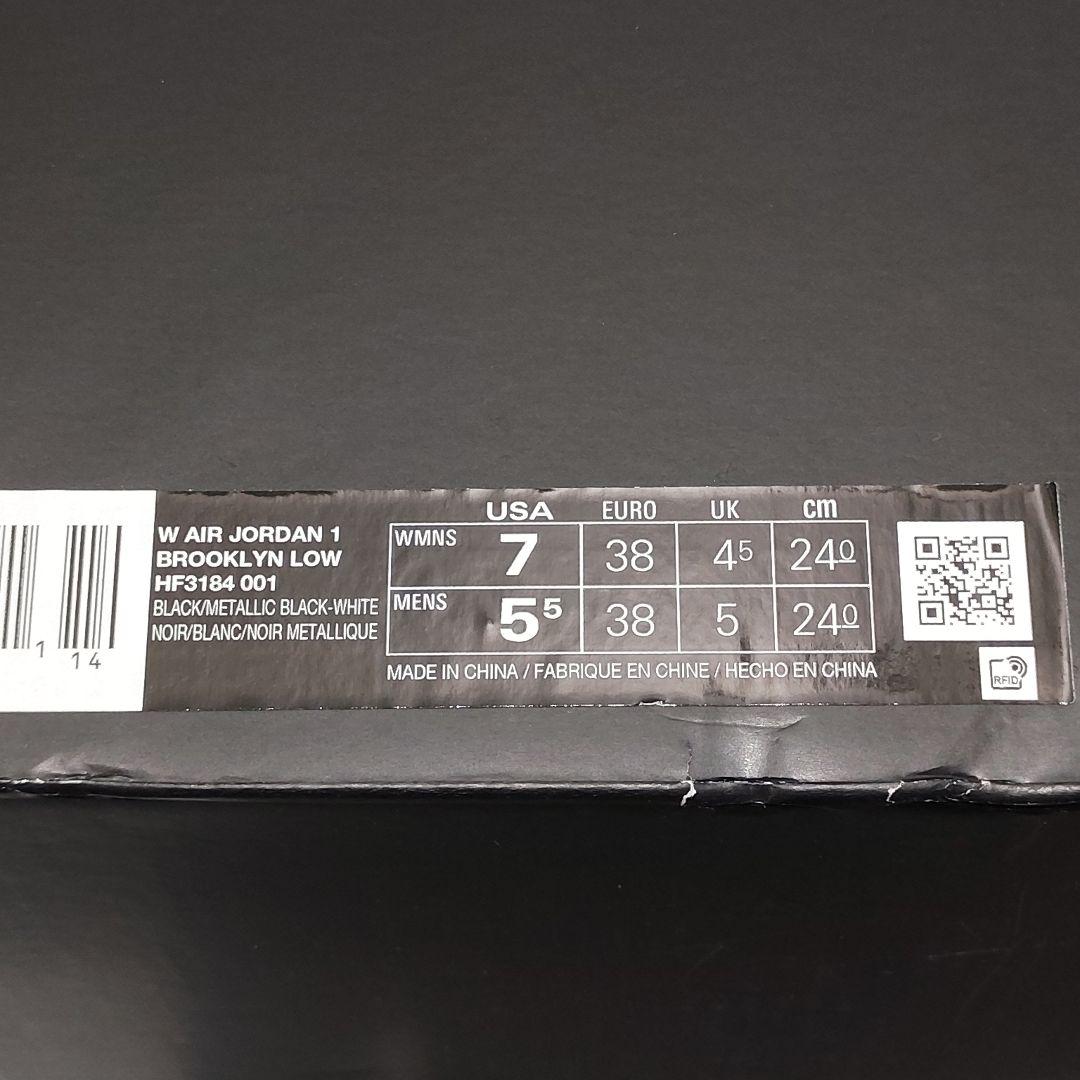 W AIR JORDAN 1
BROOKLYN LOW
HF3184 001
BLACK/METALLIC BLACK-WHITE
NOIR/BLANC/NOIR METALLIQUE
1
14
USA EURO UK cm
WMNS 7 38 4⁵ 24⁰
MENS 5⁵ 38 5 24⁰
MADE IN CHINA / FABRIQUE EN CHINE / HECHO EN CHINA
RFID